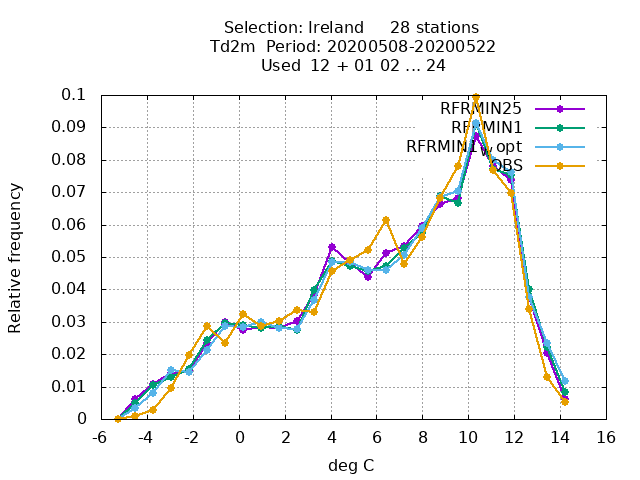 Selection: Ireland 28 stations
Td2m Period: 20200508-20200522
Used 12 + 01 02 ... 24
0.1
0.09
0.08
0.07
0.06
0.05
0.04
0.03
0.02
0.01
0
Relative frequency
RFRMIN25
RFRMIN1
RFRMIN1\_opt
OBS
-6 -4 -2 0 2 4 6 8 10 12 14 16
deg C